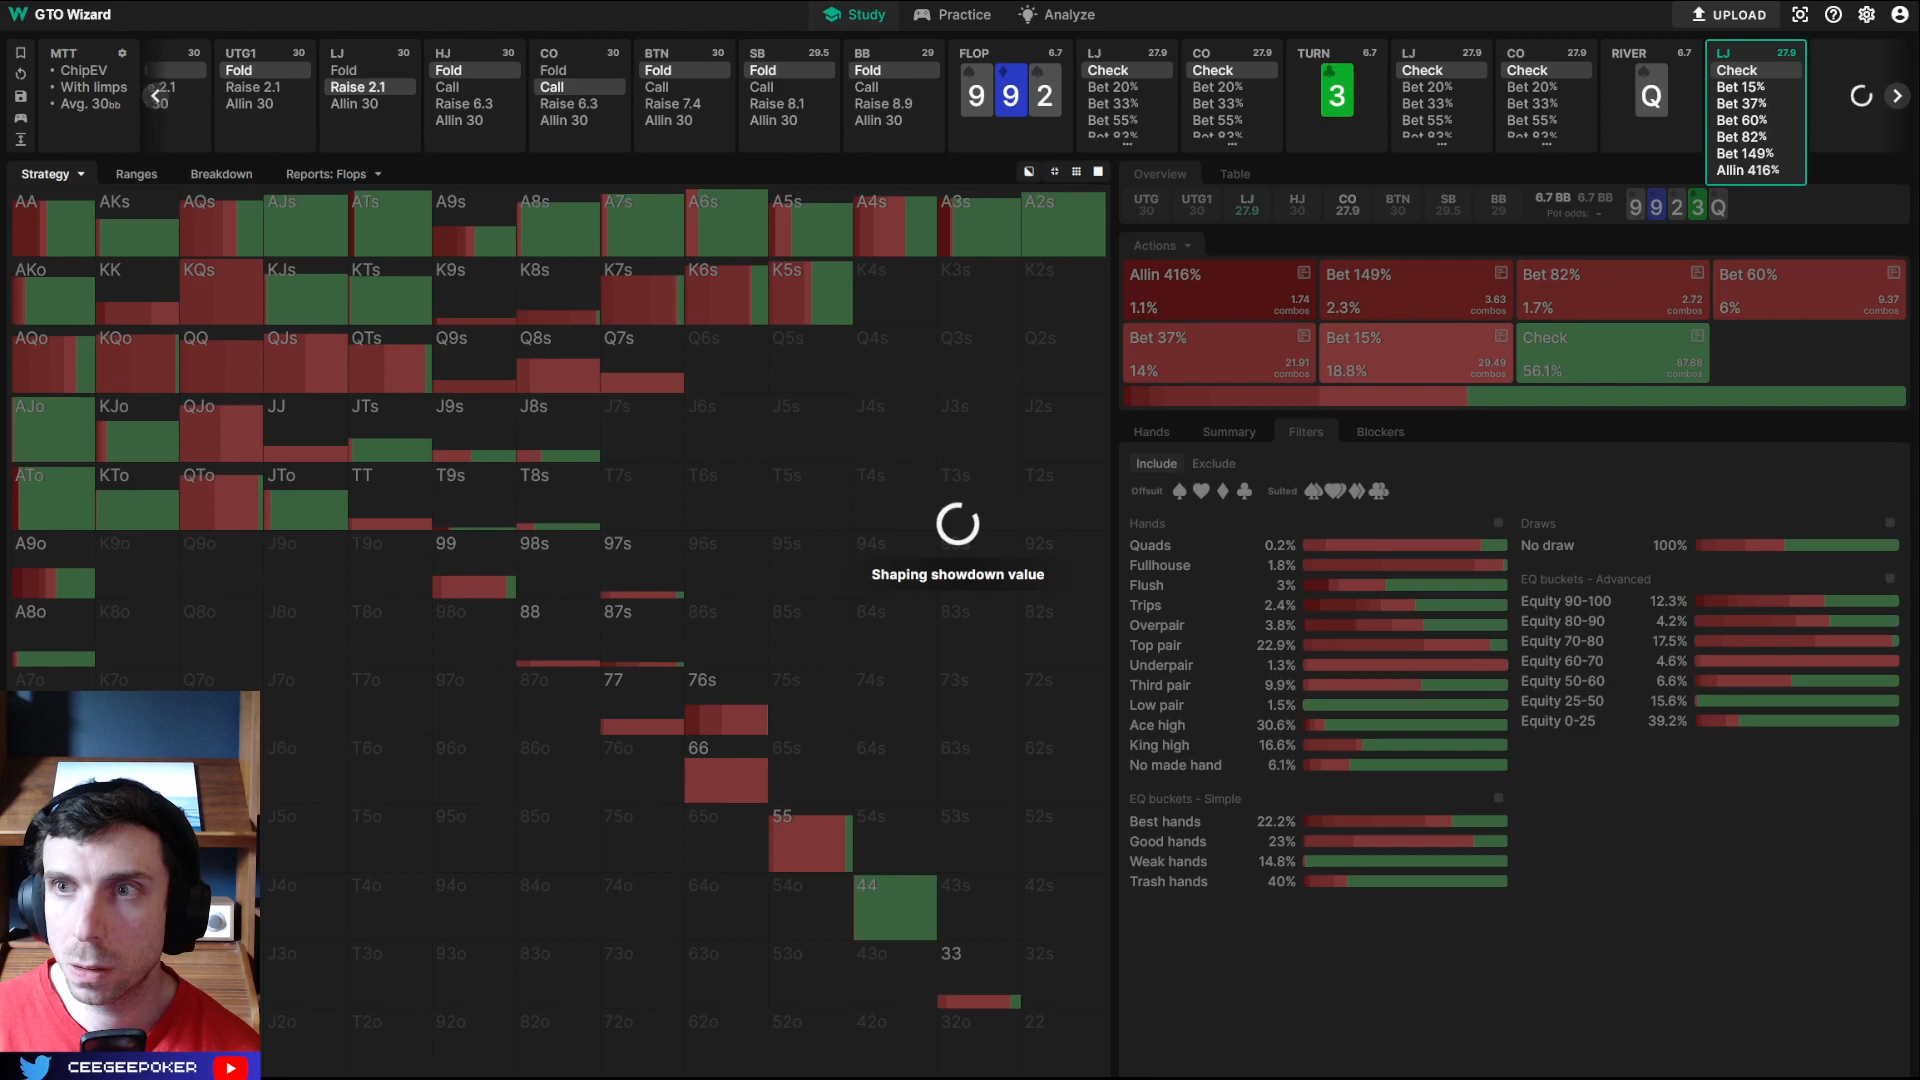 GTO Wizard
Study
Practice
Analyze
UPLOAD
MTT
ChipEV
With limps
Avg. 30bb
30
2.1
30
UTG1 30
Fold
Raise 2.1
Allin 30
LJ 30
Fold
Raise 2.1
Allin 30
HJ 30
Fold
Call
Raise 6.3
Allin 30
CO 30
Fold
Call
Raise 6.3
Allin 30
BTN 30
Fold
Call
Raise 7.4
Allin 30
SB 29.5
Fold
Call
Raise 8.1
Allin 30
BB 29
Fold
Call
Raise 8.9
Allin 30
FLOP 6.7
9 9 2
LJ 27.9
Check
Bet 20%
Bet 33%
Bet 55%
Bet 83%
CO 27.9
Check
Bet 20%
Bet 33%
Bet 55%
Bet 83%
TURN 6.7
3
LJ 27.9
Check
Bet 20%
Bet 33%
Bet 55%
Bet 83%
CO 27.9
Check
Bet 20%
Bet 33%
Bet 55%
Bet 83%
RIVER 6.7
Q
LJ 27.9
Check
Bet 15%
Bet 37%
Bet 60%
Bet 82%
Bet 149%
Allin 416%
Strategy Ranges Breakdown Reports: Flops
AA AKs AQs AJs ATs A9s A8s A7s A6s A5s A4s A3s A2s
AKo KK KQs KJs KTs K9s K8s K7s K6s K5s K4s K3s K2s
AQo KQo QQ QJs QTs Q9s Q8s Q7s Q6s Q5s Q4s Q3s Q2s
AJo KJo QJo JJ JTs J9s J8s J7s J6s J5s J4s J3s J2s
ATo KTo QTo JTo TT T9s T8s T7s T6s T5s T4s T3s T2s
A9o K9o Q9o J9o T9o 99 98s 97s 96s 95s 94s 93s 92s
A8o K8o Q8o J8o T8o 98o 88 87s 86s 85s 84s 83s 82s
A7o K7o Q7o J7o T7o 97o 87o 77 76s 75s 74s 73s 72s
J6o T6o 96o 86o 76o 66 65s 64s 63s 62s
J5o T5o 95o 85o 75o 65o 55 54s 53s 52s
J4o T4o 94o 84o 74o 64o 54o 44 43s 42s
J3o T3o 93o 83o 73o 63o 53o 43o 33 32s
J2o T2o 92o 82o 72o 62o 52o 42o 32o 22
Shaping showdown value
Overview Table
UTG UTG1 LJ HJ CO BTN SB BB
30 30 27.9 30 27.9 30 29.5 29
6.7 BB 6.7 BB
Pot odds: -
9 9 2 3 Q
Actions
Allin 416%
1.1% 1.74 combos
Bet 149%
2.3% 3.63 combos
Bet 82%
1.7% 2.72 combos
Bet 60%
6% 9.37 combos
Bet 37%
14% 21.91 combos
Bet 15%
18.8% 29.49 combos
Check
56.1% 87.88 combos
Hands Summary Filters Blockers
Include Exclude
Offsuit Suited
Hands
Quads 0.2%
Fullhouse 1.8%
Flush 3%
Trips 2.4%
Overpair 3.8%
Top pair 22.9%
Underpair 1.3%
Third pair 9.9%
Low pair 1.5%
Ace high 30.6%
King high 16.6%
No made hand 6.1%
EQ buckets - Simple
Best hands 22.2%
Good hands 23%
Weak hands 14.8%
Trash hands 40%
Draws
No draw 100%
EQ buckets - Advanced
Equity 90-100 12.3%
Equity 80-90 4.2%
Equity 70-80 17.5%
Equity 60-70 4.6%
Equity 50-60 6.6%
Equity 25-50 15.6%
Equity 0-25 39.2%
CEEGEEPOKER